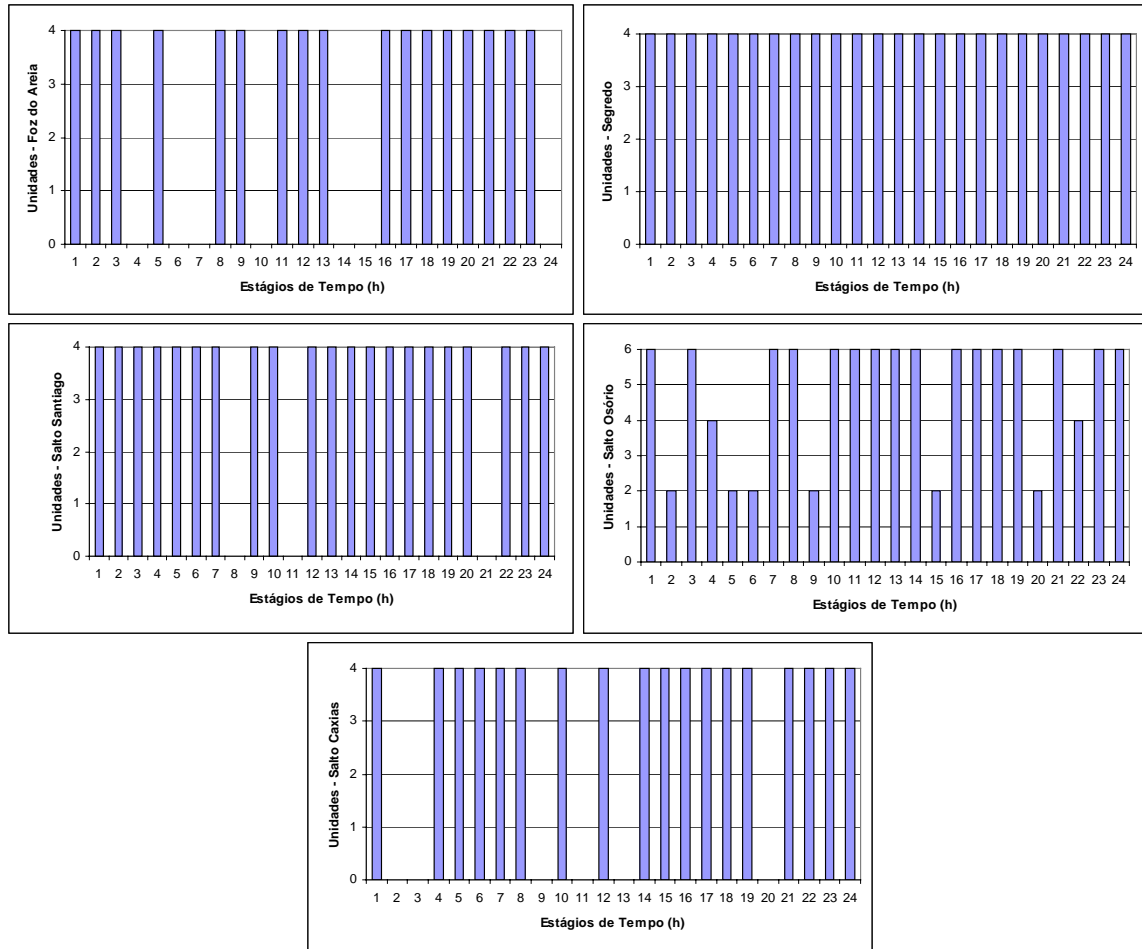 4
3
2
1
0
Unidades - Foz do Areia
1 2 3 4 5 6 7 8 9 10 11 12 13 14 15 16 17 18 19 20 21 22 23 24
Estágios de Tempo (h)
4
3
2
1
0
Unidades - Segredo
1 2 3 4 5 6 7 8 9 10 11 12 13 14 15 16 17 18 19 20 21 22 23 24
Estágios de Tempo (h)
4
3
2
1
0
Unidades - Salto Santiago
1 2 3 4 5 6 7 8 9 10 11 12 13 14 15 16 17 18 19 20 21 22 23 24
Estágios de Tempo (h)
6
5
4
3
2
1
0
Unidades - Salto Osório
1 2 3 4 5 6 7 8 9 10 11 12 13 14 15 16 17 18 19 20 21 22 23 24
Estágios de Tempo (h)
4
3
2
1
0
Unidades - Salto Caxias
1 2 3 4 5 6 7 8 9 10 11 12 13 14 15 16 17 18 19 20 21 22 23 24
Estágios de Tempo (h)